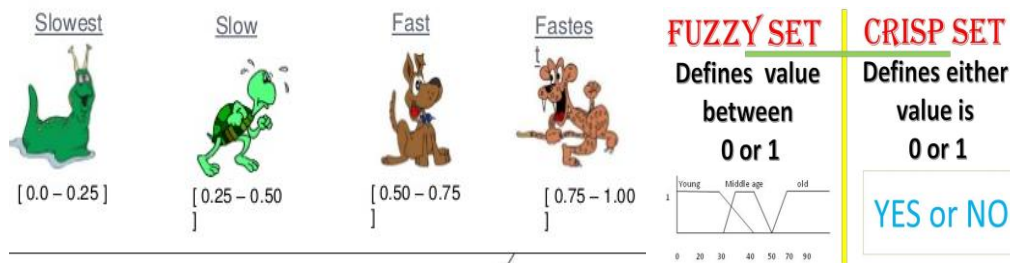 Slowest
Slow
Fast
Fastes
t
[ 0.0 – 0.25 ]
[ 0.25 – 0.50
]
[ 0.50 – 0.75
]
[ 0.75 – 1.00
]
FUZZY SET
Defines value
between
0 or 1
Young Middle age old
1
0 20 30 40 50 70 90
CRISP SET
Defines either
value is
0 or 1
YES or NO